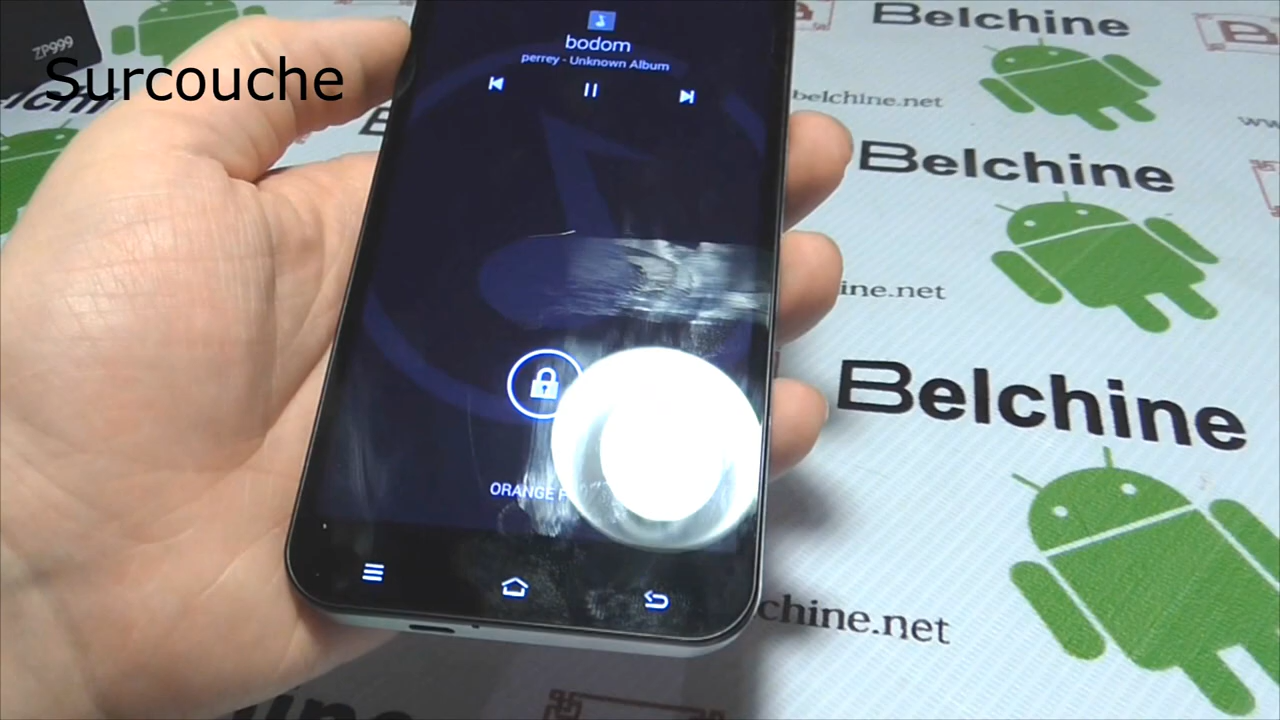 ZP999
Surcouche
bodom
perrey - Unknown Album
ORANGE F
Belchine
belchine.net
Belchine
ine.net
Belchine
chine.net